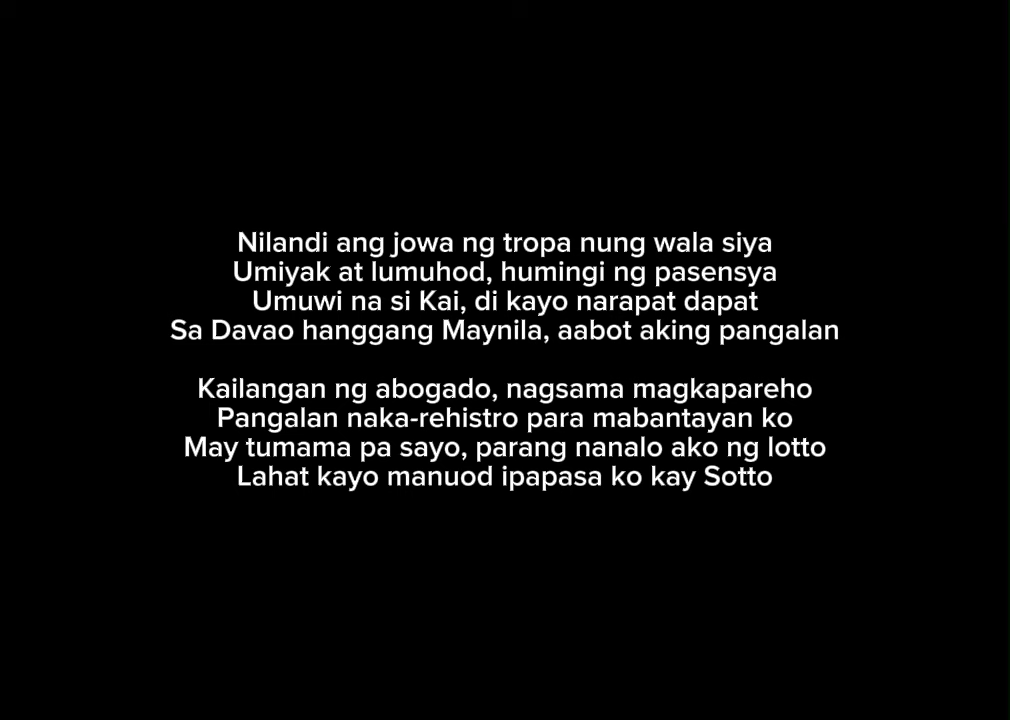 Nilandi ang jowa ng tropa nung wala siya
Umiyak at lumuhod, humingi ng pasensya
Umuwi na si Kai, di kayo narapat dapat
Sa Davao hanggang Maynila, aabot aking pangalan
Kailangan ng abogado, nagsama magkapareho
Pangalan naka-rehistro para mabantayan ko
May tumama pa sayo, parang nanalo ako ng lotto
Lahat kayo manuod ipapasa ko kay Sotto